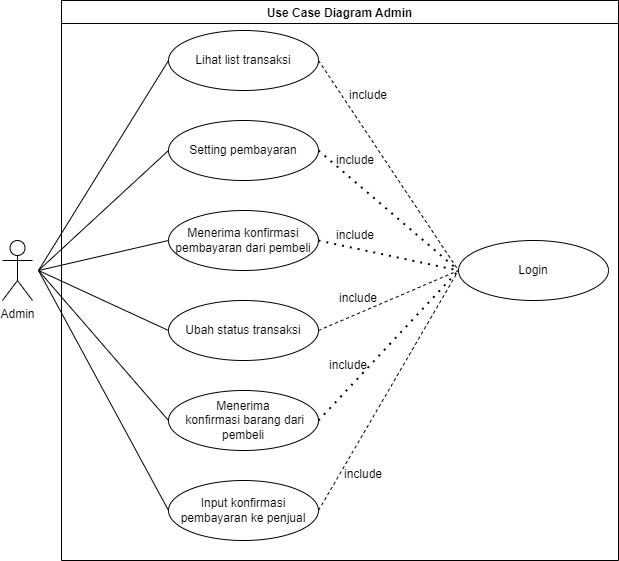 Use Case Diagram Admin
Lihat list transaksi
include
Setting pembayaran
include
Menerima konfirmasi
pembayaran dari pembeli
include
Admin
Login
Ubah status transaksi
include
Menerima
konfirmasi barang dari
pembeli
include
Input konfirmasi
pembayaran ke penjual
include